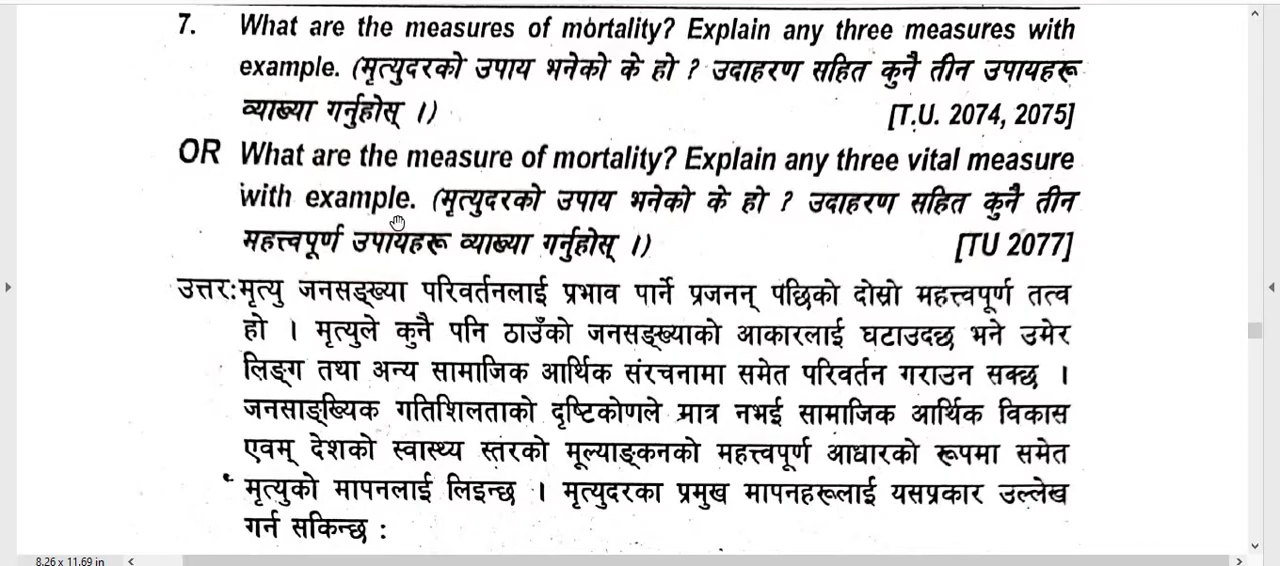 7. What are the measures of mortality? Explain any three measures with
example. (मृत्युदरको उपाय भनेको के हो ? उदाहरण सहित कुनै तीन उपायहरू
व्याख्या गर्नुहोस् ।) [T.U. 2074, 2075]
OR What are the measure of mortality? Explain any three vital measure
with example. (मृत्युदरको उपाय भनेको के हो ? उदाहरण सहित कुनै तीन
महत्त्वपूर्ण उपायहरू व्याख्या गर्नुहोस् ।) [TU 2077]
उत्तर:मृत्यु जनसङ्ख्या परिवर्तनलाई प्रभाव पार्ने प्रजनन् पछिको दोस्रो महत्त्वपूर्ण तत्व
हो । मृत्युले कुनै पनि ठाउँको जनसङ्ख्याको आकारलाई घटाउदछ भने उमेर
लिङ्ग तथा अन्य सामाजिक आर्थिक संरचनामा समेत परिवर्तन गराउन सक्छ ।
जनसाङ्ख्यिक गतिशिलताको दृष्टिकोणले मात्र नभई सामाजिक आर्थिक विकास
एवम् देशको स्वास्थ्य स्तरको मूल्याङ्कनको महत्त्वपूर्ण आधारको रूपमा समेत
मृत्युको मापनलाई लिइन्छ । मृत्युदरका प्रमुख मापनहरूलाई यसप्रकार उल्लेख
गर्न सकिन्छ :
8.26 x 11.69 in